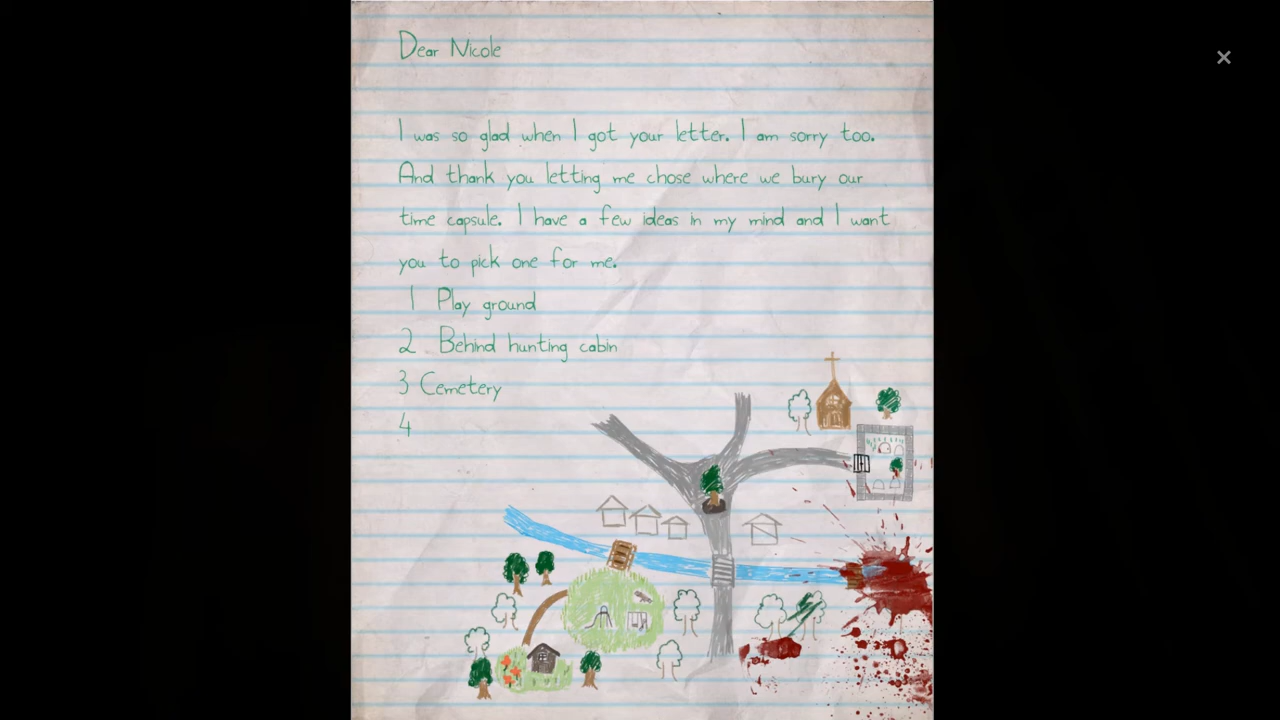 Dear Nicole
I was so glad when I got your letter. I am sorry too.
And thank you letting me chose where we bury our
time capsule. I have a few ideas in my mind and I want
you to pick one for me.
1 Play ground
2 Behind hunting cabin
3 Cemetery
4